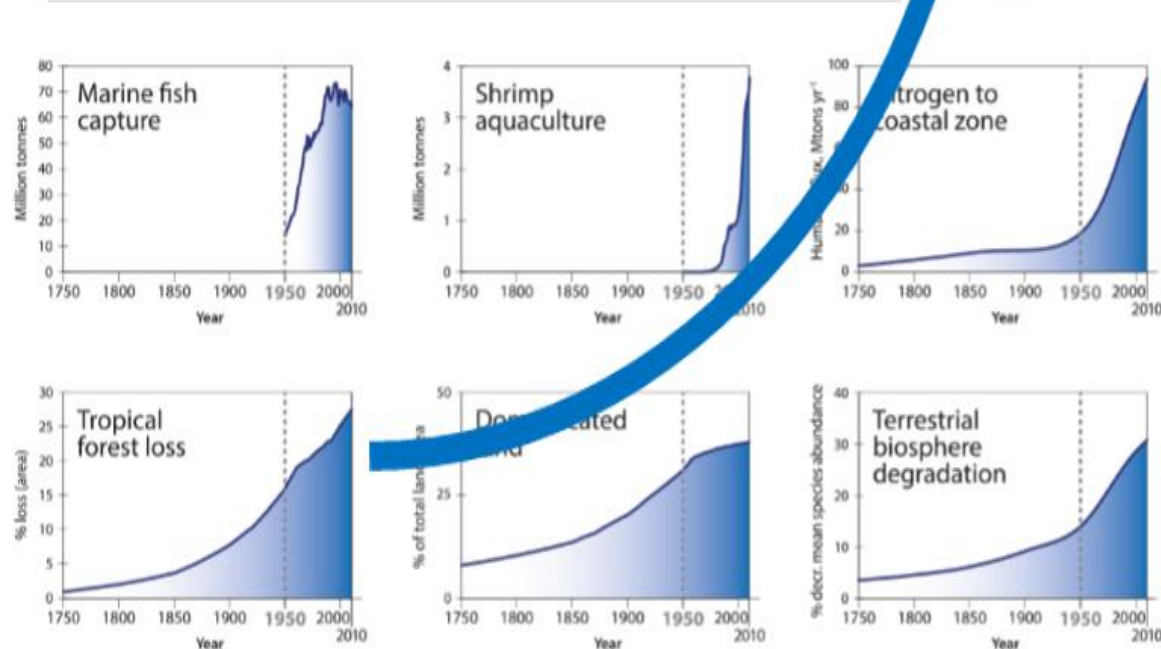 80
70
60
50
40
30
20
10
0
Million tonnes
Marine fish
capture
1750 1800 1850 1900 1950 2000
2010
Year
4
3
2
1
0
Million tonnes
Shrimp
aquaculture
1750 1800 1850 1900 1950
2010
Year
100
80
20
0
Mtons yr⁻¹
to
zone
1750 1800 1850 1900 1950 2000
2010
Year
30
25
20
15
10
5
0
% loss (area)
Tropical
forest loss
1750 1800 1850 1900 1950 2000
2010
Year
50
25
0
% of total
1750 1800 1850 1900 1950 2000
2010
Year
40
30
20
10
0
% decr. mean species abundance
Terrestrial
biosphere
degradation
1750 1800 1850 1900 1950 2000
2010
Year